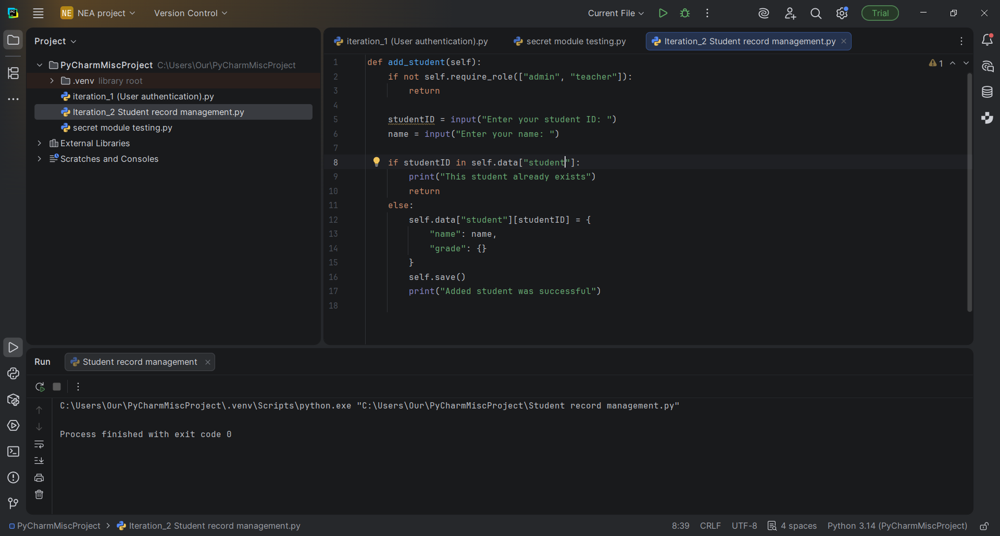 NE NEA project Version Control Current File Trial
Project
PyCharmMiscProject C:\Users\Our\PyCharmMiscProject
.venv library root
iteration_1 (User authentication).py
Iteration_2 Student record management.py
secret module testing.py
External Libraries
Scratches and Consoles
iteration_1 (User authentication).py secret module testing.py Iteration_2 Student record management.py
1
1 def add_student(self):
2     if not self.require_role(["admin", "teacher"]):
3         return
4
5     studentID = input("Enter your student ID: ")
6     name = input("Enter your name: ")
7
8     if studentID in self.data["student"]:
9         print("This student already exists")
10         return
11     else:
12         self.data["student"][studentID] = {
13             "name": name,
14             "grade": {}
15         }
16         self.save()
17         print("Added student was successful")
18
Run Student record management
C:\Users\Our\PyCharmMiscProject\.venv\Scripts\python.exe "C:\Users\Our\PyCharmMiscProject\Student record management.py"
Process finished with exit code 0
PyCharmMiscProject Iteration_2 Student record management.py 8:39 CRLF UTF-8 4 spaces Python 3.14 (PyCharmMiscProject)